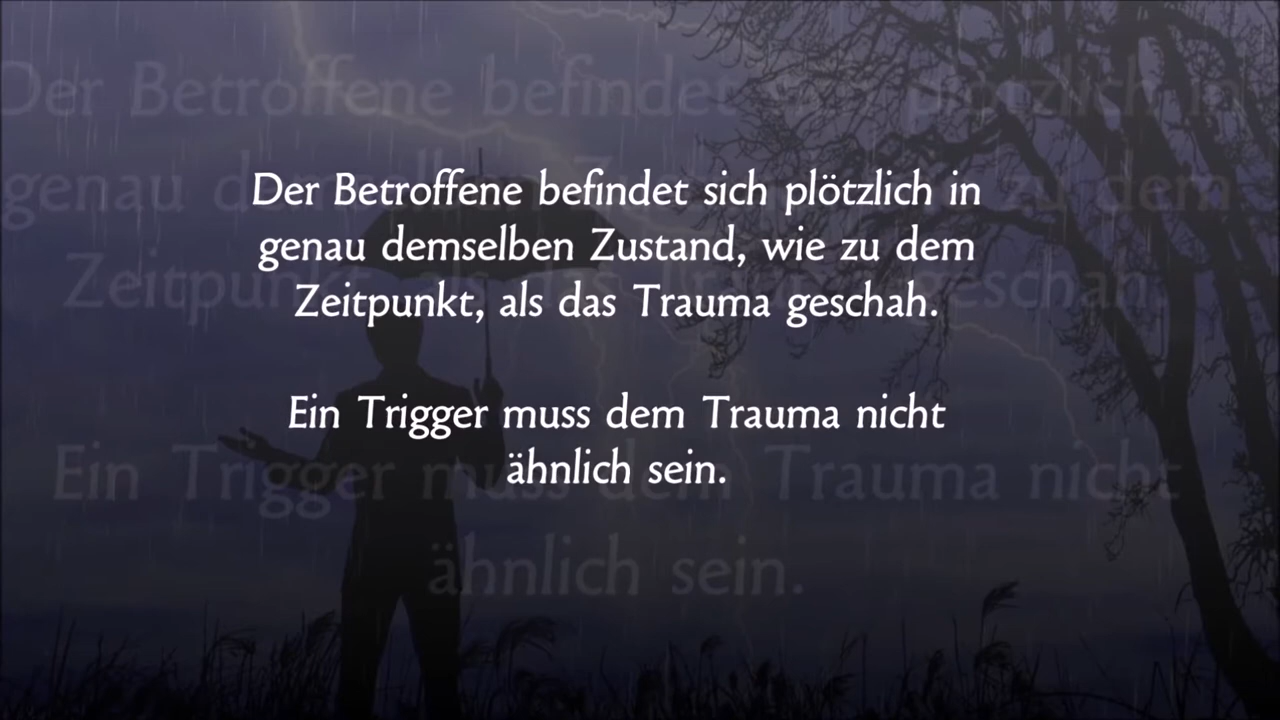 Der Betroffene befindet sich plötzlich in
genau demselben Zustand, wie zu dem
Zeitpunkt, als das Trauma geschah.
Ein Trigger muss dem Trauma nicht
ähnlich sein.